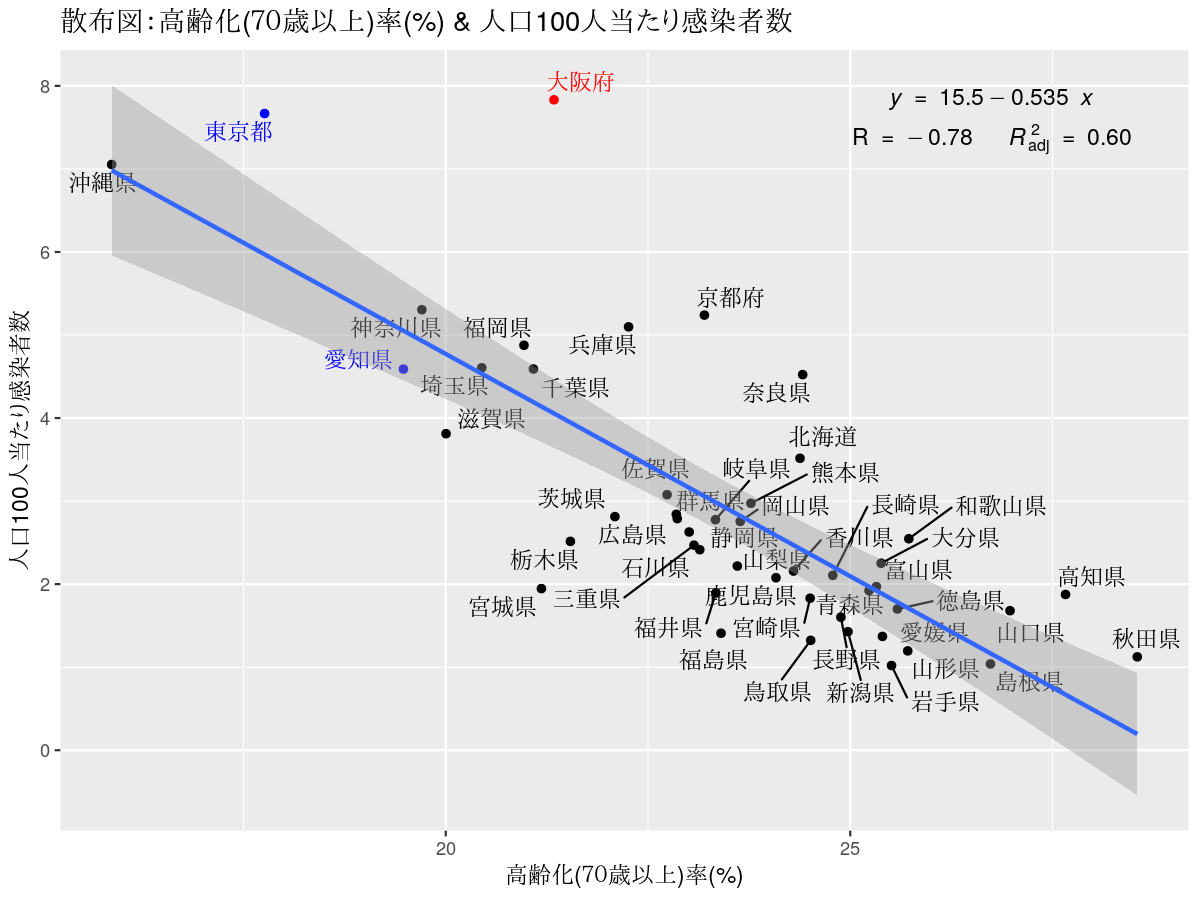 散布図：高齢化(70歳以上)率(%) & 人口100人当たり感染者数
大阪府
y = 15.5 − 0.535 x
R = − 0.78 R²adj = 0.60
東京都
沖縄県
京都府
神奈川県
福岡県
兵庫県
愛知県
埼玉県
千葉県
奈良県
滋賀県
北海道
佐賀県
岐阜県
熊本県
茨城県
群馬県
岡山県
長崎県
和歌山県
広島県
静岡県
香川県
大分県
栃木県
石川県
山梨県
富山県
高知県
宮城県
三重県
鹿児島県
青森県
徳島県
福井県
宮崎県
愛媛県
山口県
秋田県
福島県
長野県
山形県
島根県
鳥取県
新潟県
岩手県
8
6
4
2
0
20
25
高齢化(70歳以上)率(%)
人口100人当たり感染者数